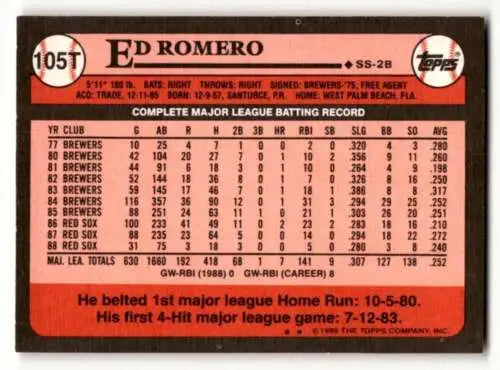 105T
ED ROMERO
SS-2B
TOPPS
5'11" 180 lb. BATS: RIGHT THROWS: RIGHT SIGNED: BREWERS-'75, FREE AGENT
ACQ: TRADE, 12-11-85 BORN: 12-9-57, SANTURCE, P.R. HOME: WEST PALM BEACH, FLA.
COMPLETE MAJOR LEAGUE BATTING RECORD
YR CLUB G AB R H 2B 3B HR RBI SB SLG BB SO AVG
77 BREWERS 10 25 4 7 1 0 0 2 0 .320 4 3 .280
80 BREWERS 42 104 20 27 7 0 1 10 2 .356 9 11 .260
81 BREWERS 44 91 6 18 3 0 1 10 0 .264 4 9 .198
82 BREWERS 52 144 18 36 8 0 1 7 0 .326 8 16 .250
83 BREWERS 59 145 17 46 7 0 1 18 1 .386 8 8 .317
84 BREWERS 116 357 36 90 12 0 1 31 3 .294 29 25 .252
85 BREWERS 88 251 24 63 11 1 0 21 1 .303 26 20 .251
86 RED SOX 100 233 41 49 11 0 2 23 2 .283 18 16 .210
87 RED SOX 88 235 23 64 5 0 0 14 0 .294 18 22 .272
88 RED SOX 31 75 3 18 3 0 0 5 0 .280 3 8 .240
MAJ. LEA. TOTALS 630 1660 192 418 68 1 7 141 9 .307 127 138 .252
GW-RBI (1988) 0 GW-RBI (CAREER) 8
He belted 1st major league Home Run: 10-5-80.
His first 4-Hit major league game: 7-12-83.
* * © 1989 THE TOPPS COMPANY, INC.